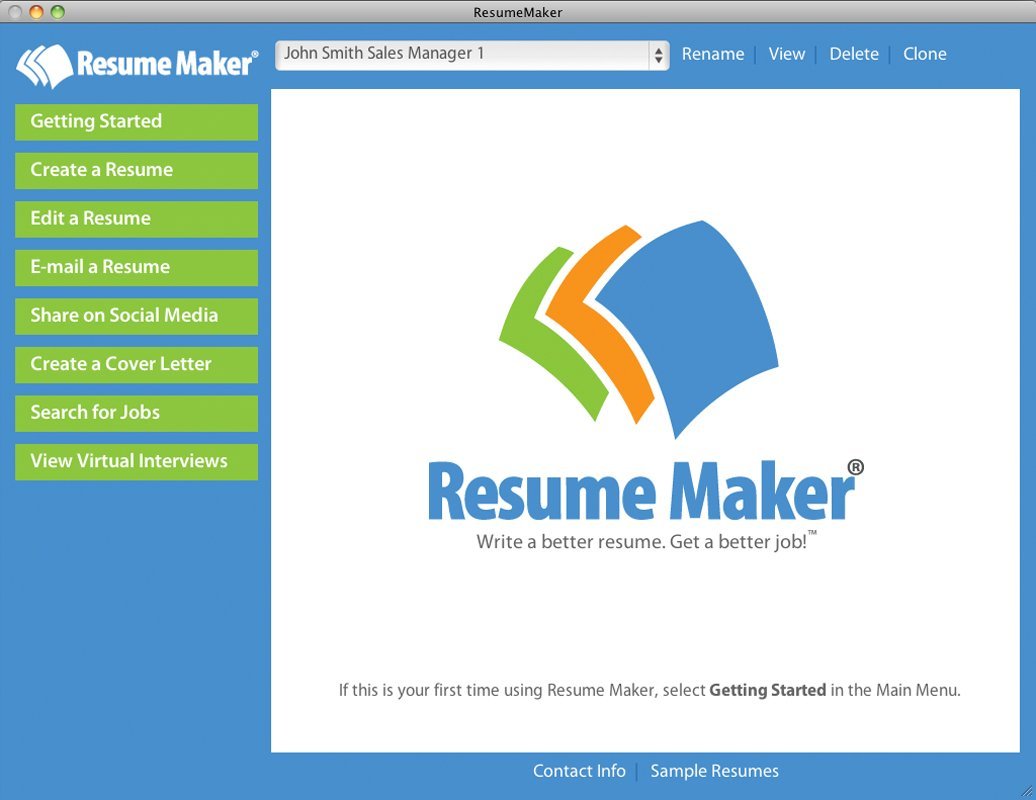 ResumeMaker
Resume Maker®
John Smith Sales Manager 1
Rename | View | Delete | Clone
Getting Started
Create a Resume
Edit a Resume
E-mail a Resume
Share on Social Media
Create a Cover Letter
Search for Jobs
View Virtual Interviews
Resume Maker®
Write a better resume. Get a better job!™
If this is your first time using Resume Maker, select Getting Started in the Main Menu.
Contact Info | Sample Resumes